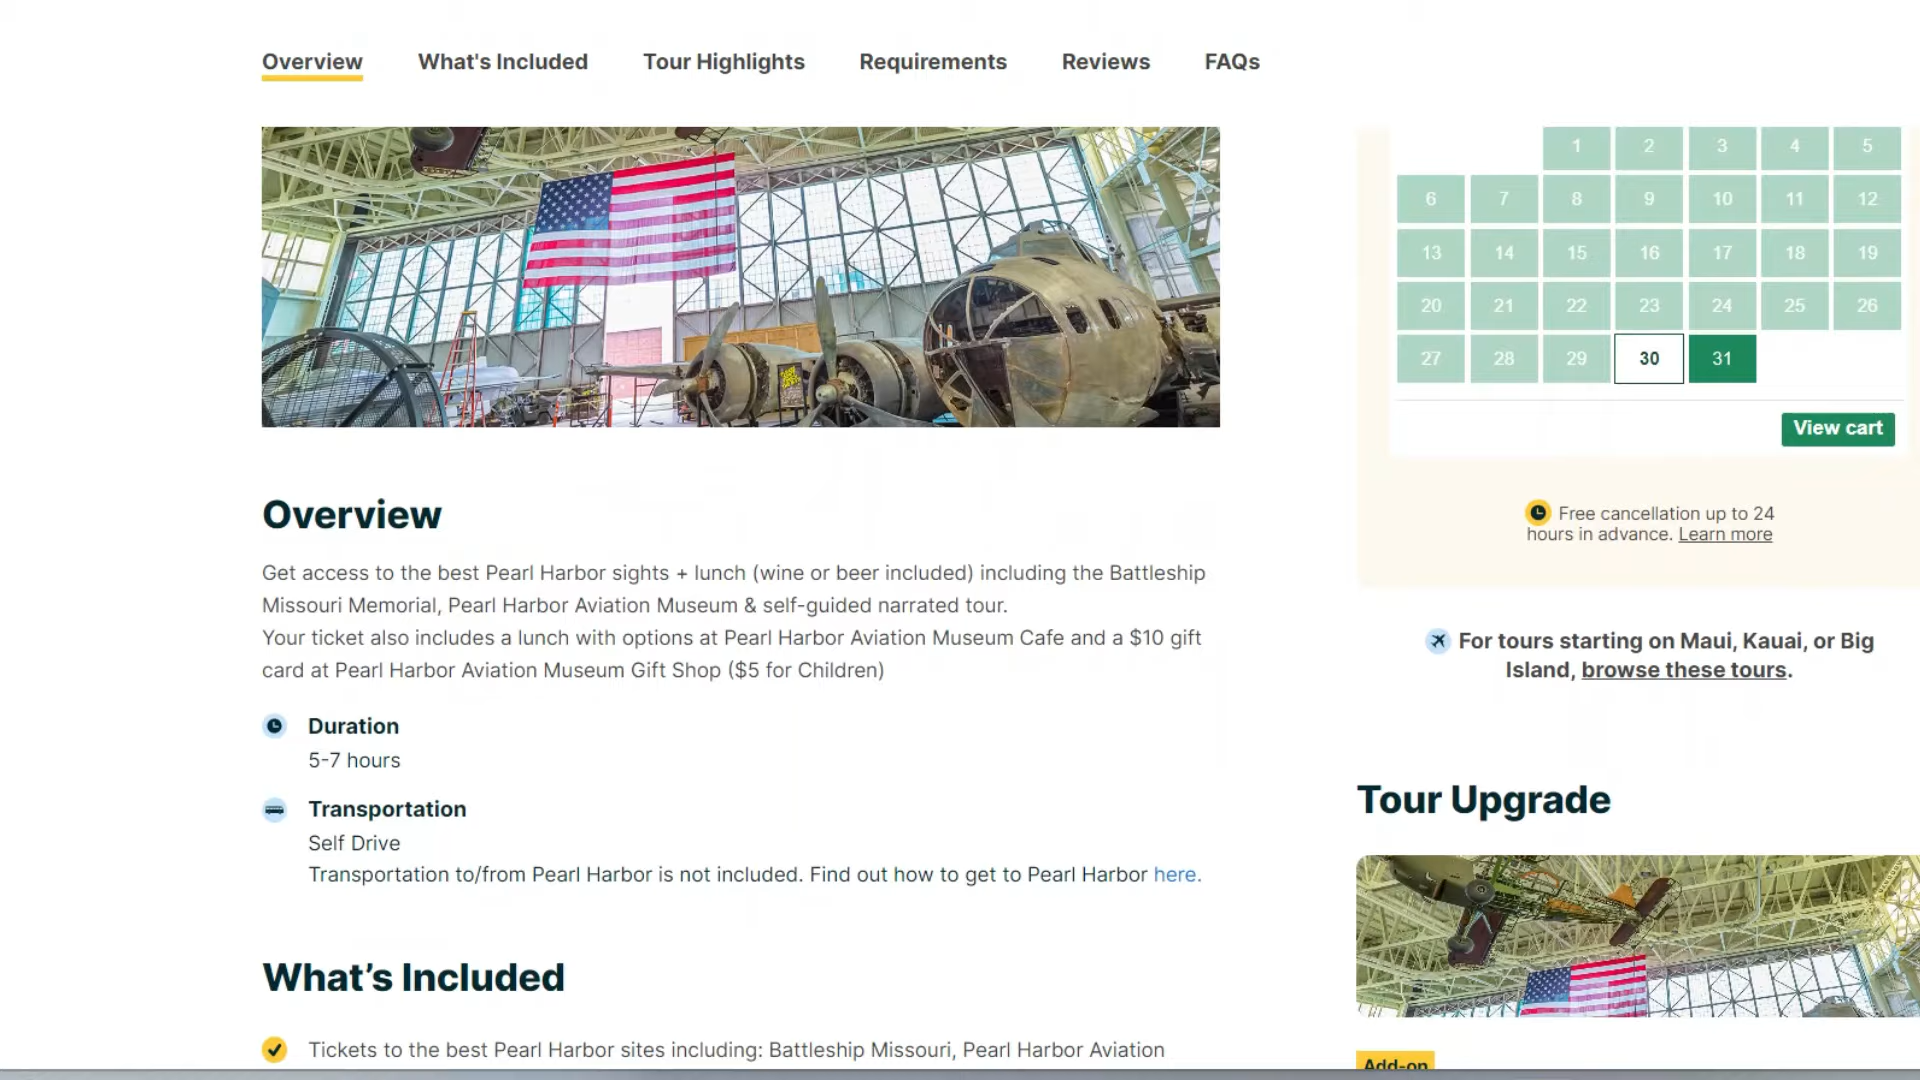 Overview What's Included Tour Highlights Requirements Reviews FAQs
1 2 3 4 5
6 7 8 9 10 11 12
13 14 15 16 17 18 19
20 21 22 23 24 25 26
27 28 29 30 31
View cart
Free cancellation up to 24
hours in advance. Learn more
For tours starting on Maui, Kauai, or Big
Island, browse these tours.
Overview
Get access to the best Pearl Harbor sights + lunch (wine or beer included) including the Battleship
Missouri Memorial, Pearl Harbor Aviation Museum & self-guided narrated tour.
Your ticket also includes a lunch with options at Pearl Harbor Aviation Museum Cafe and a $10 gift
card at Pearl Harbor Aviation Museum Gift Shop ($5 for Children)
Duration
5-7 hours
Transportation
Self Drive
Transportation to/from Pearl Harbor is not included. Find out how to get to Pearl Harbor here.
What’s Included
Tickets to the best Pearl Harbor sites including: Battleship Missouri, Pearl Harbor Aviation
Tour Upgrade
Add-on